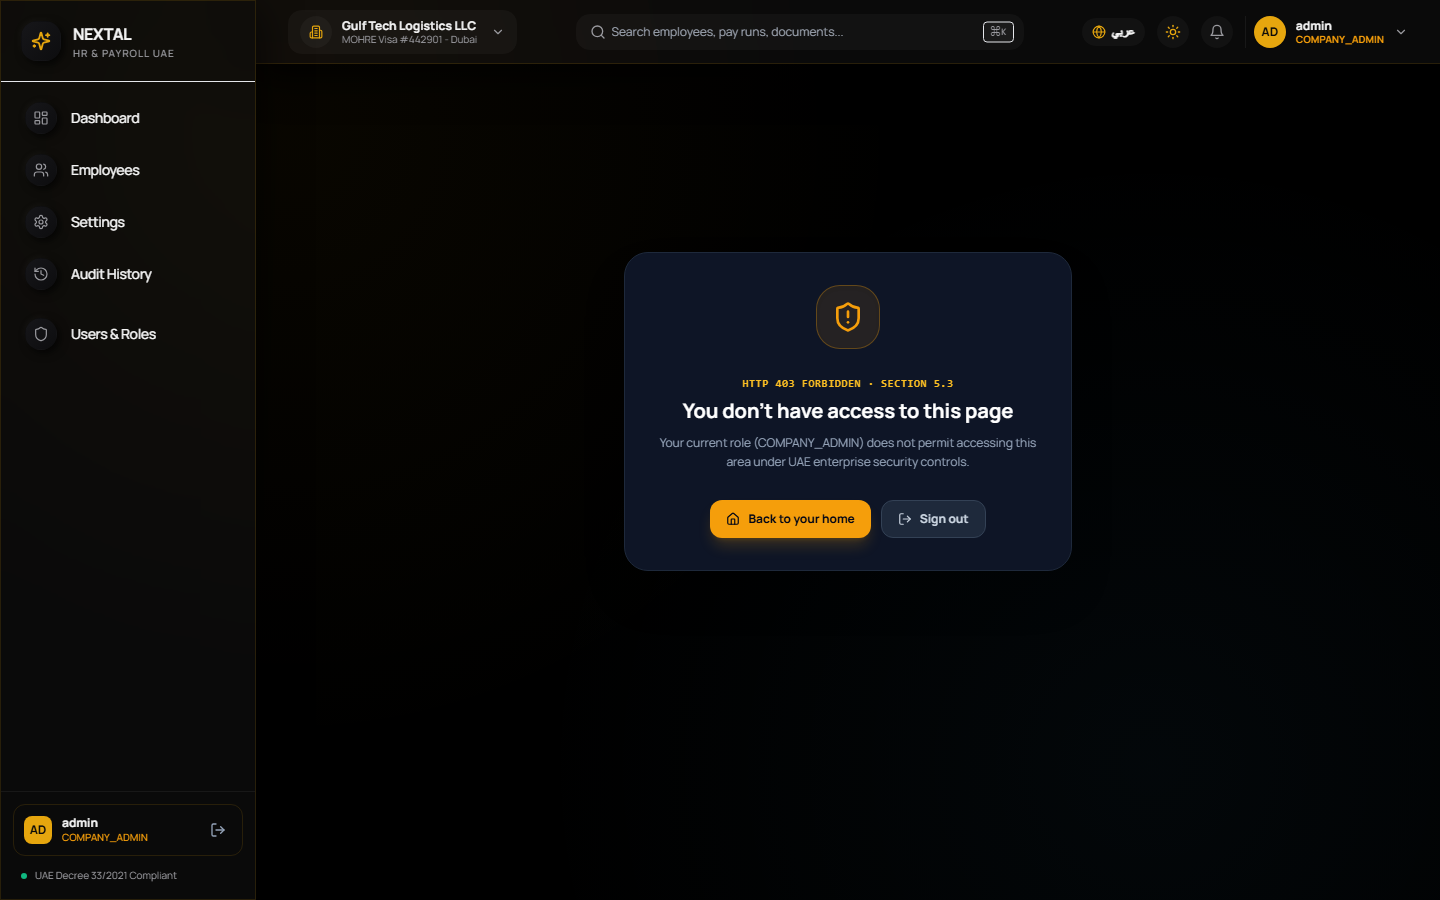 NEXTAL
HR & PAYROLL UAE
Dashboard
Employees
Settings
Audit History
Users & Roles
admin
AD
COMPANY_ADMIN
UAE Decree 33/2021 Compliant
Gulf Tech Logistics LLC
MOHRE Visa #442901 - Dubai
Search employees, pay runs, documents...
⌘K
عربي
AD
admin
COMPANY_ADMIN
HTTP 403 FORBIDDEN · SECTION 5.3
You don't have access to this page
Your current role (COMPANY_ADMIN) does not permit accessing this
area under UAE enterprise security controls.
Back to your home
Sign out